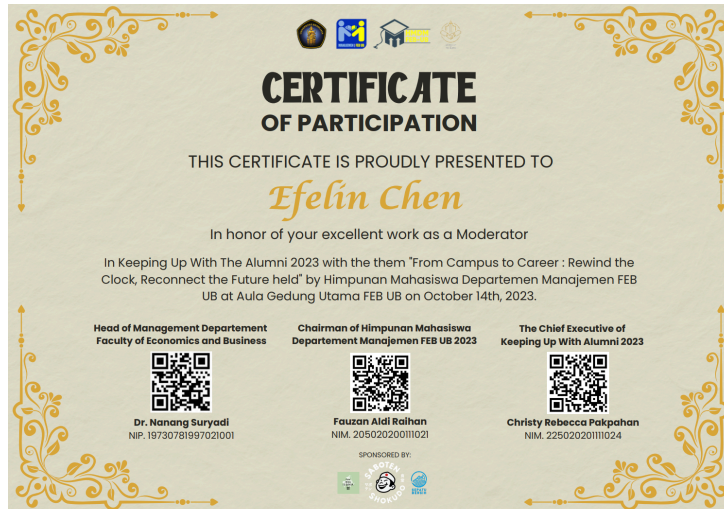 CERTIFICATE
OF PARTICIPATION
THIS CERTIFICATE IS PROUDLY PRESENTED TO
Efelin Chen
In honor of your excellent work as a Moderator
In Keeping Up With The Alumni 2023 with the them "From Campus to Career : Rewind the
Clock, Reconnect the Future held" by Himpunan Mahasiswa Departemen Manajemen FEB
UB at Aula Gedung Utama FEB UB on October 14th, 2023.
Head of Management Departement
Faculty of Economics and Business
Dr. Nanang Suryadi
NIP. 19730781997021001
Chairman of Himpunan Mahasiswa
Departement Manajemen FEB UB 2023
Fauzan Aldi Raihan
NIM. 205020200111021
The Chief Executive of
Keeping Up With Alumni 2023
Christy Rebecca Pakpahan
NIM. 225020201111024
SPONSORED BY:
SABOTEN
SHOKUDO